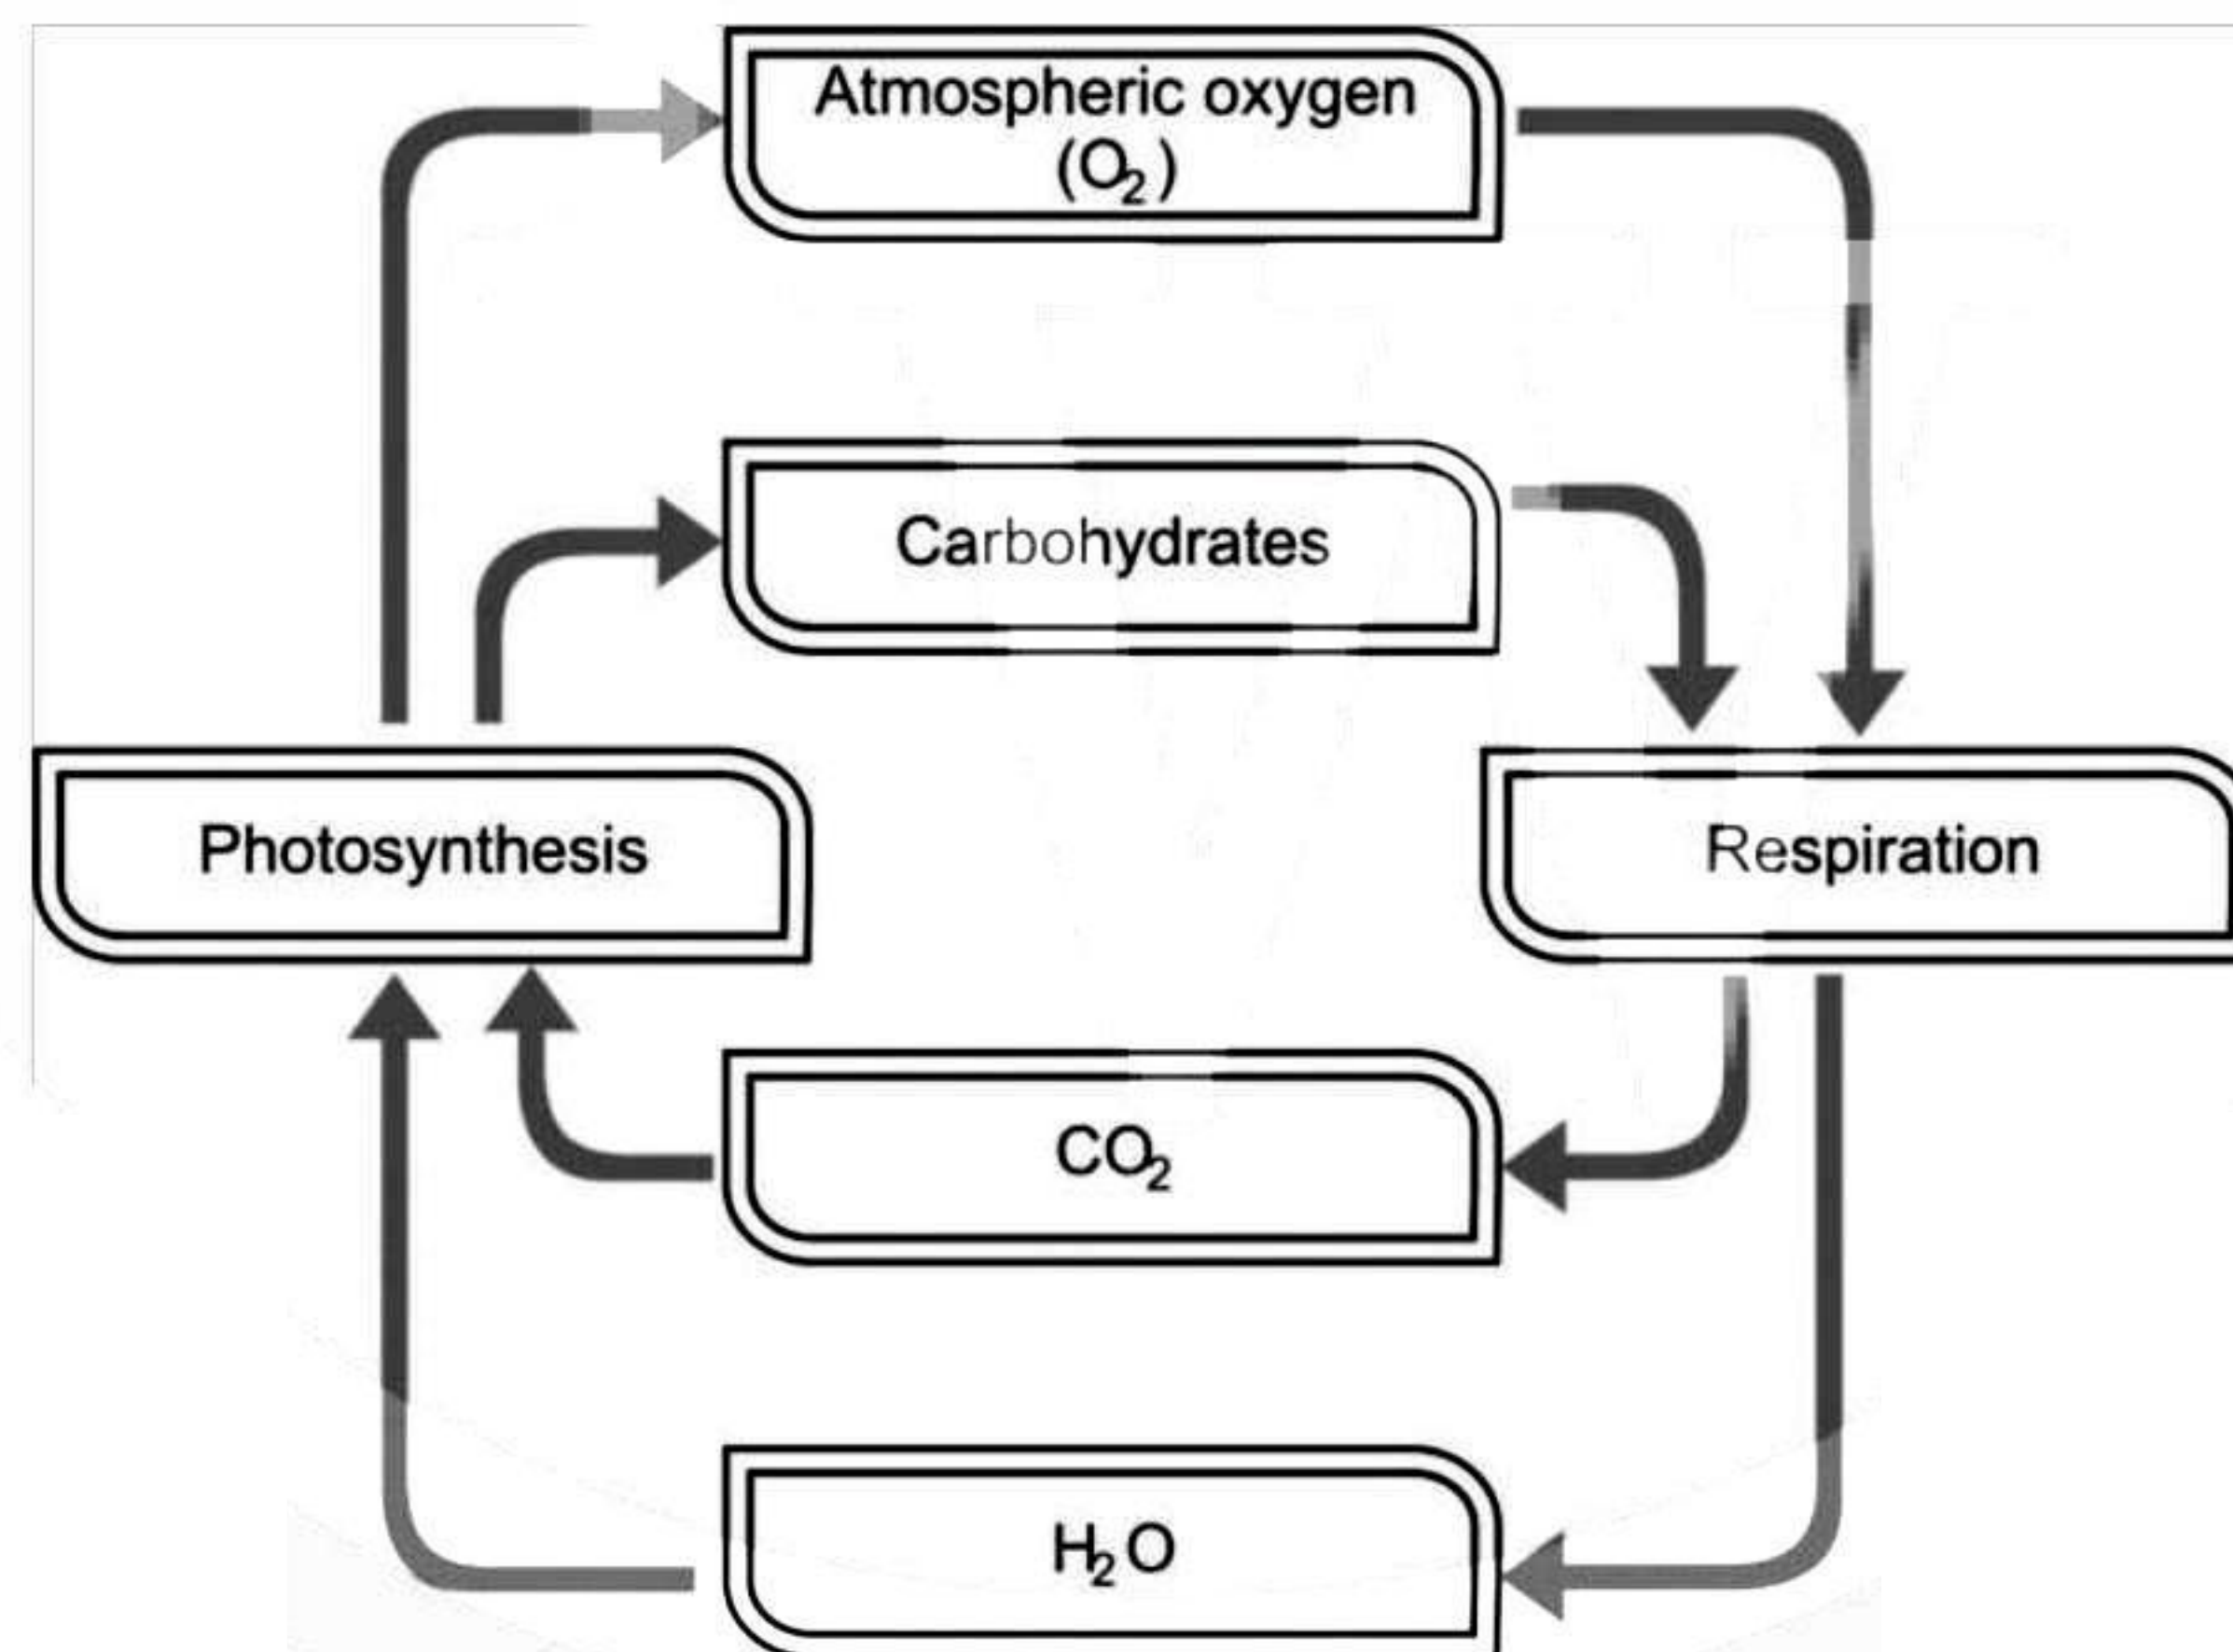 Atmospheric oxygen
(O₂)
Carbohydrates
Photosynthesis
Respiration
CO₂
H₂O